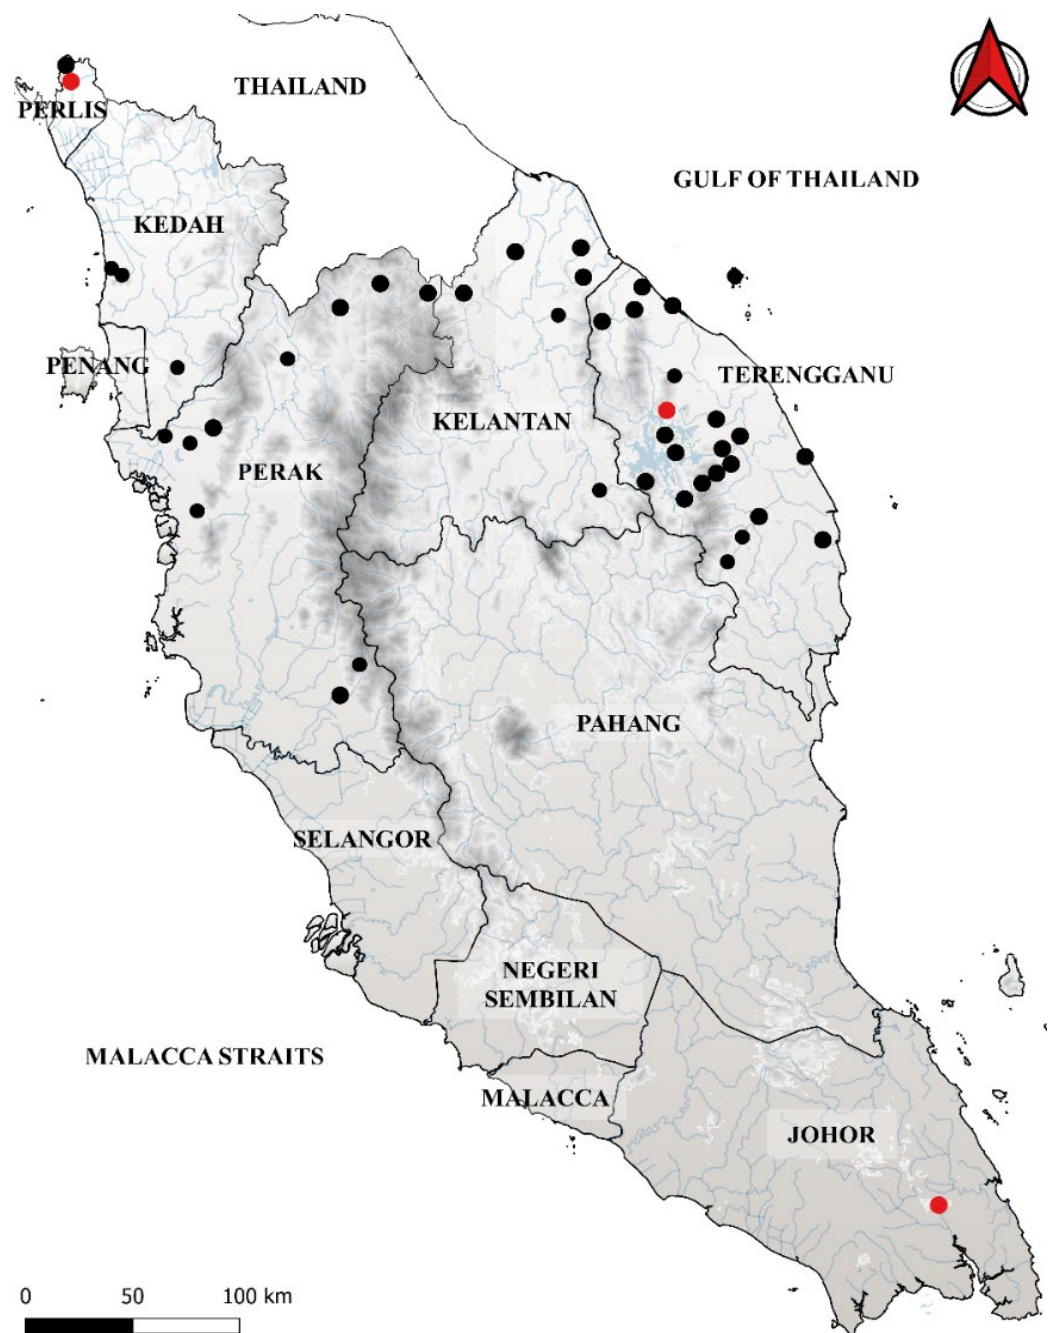 THAILAND
PERLIS
GULF OF THAILAND
KEDAH
PENANG
TERENGGANU
KELANTAN
PERAK
PAHANG
SELANGOR
NEGERI
SEMBILAN
MALACCA STRAITS
MALACCA
JOHOR
0 50 100 km